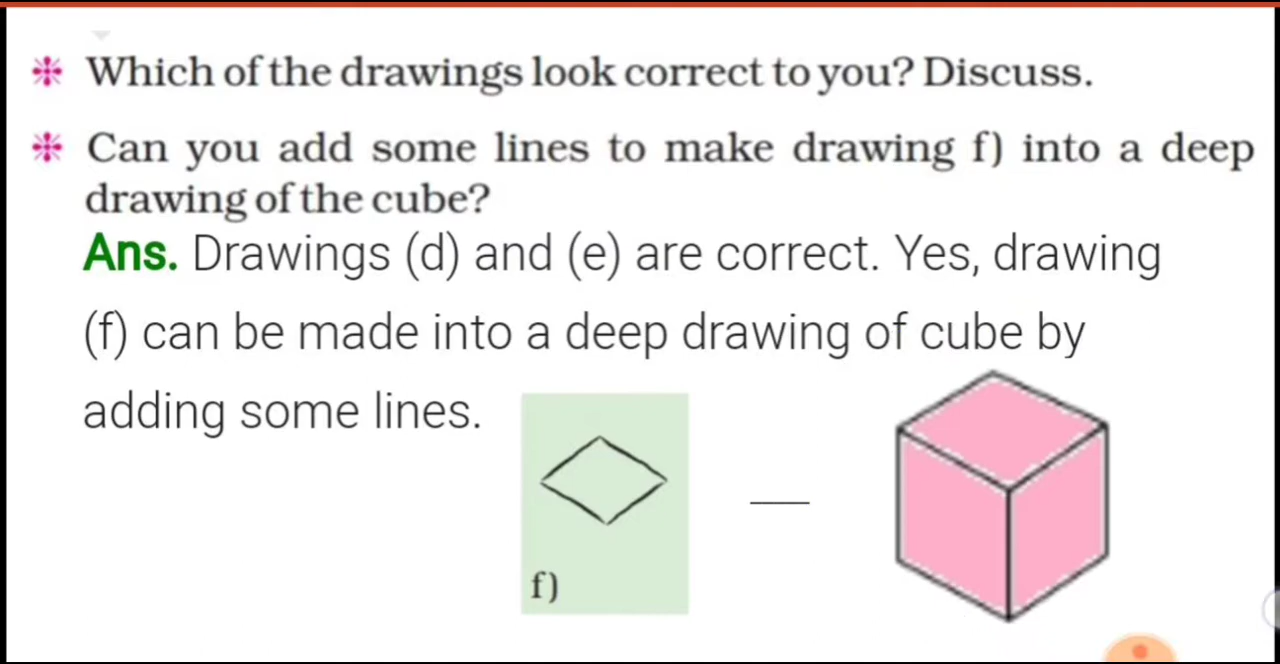 Which of the drawings look correct to you? Discuss.
Can you add some lines to make drawing f) into a deep
drawing of the cube?
Ans. Drawings (d) and (e) are correct. Yes, drawing
(f) can be made into a deep drawing of cube by
adding some lines.
f)